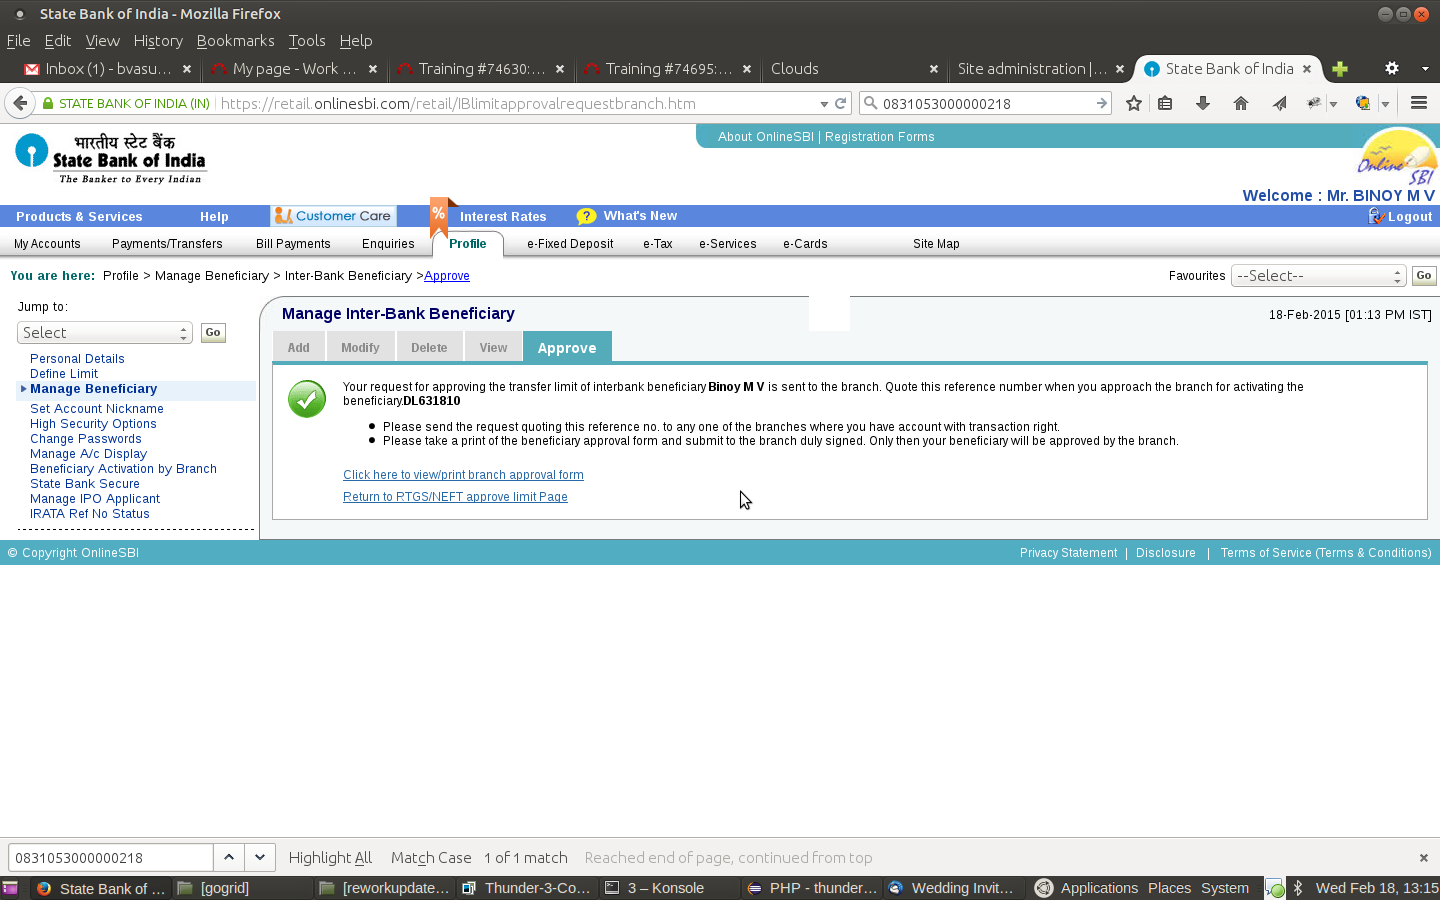 State Bank of India - Mozilla Firefox
File Edit View History Bookmarks Tools Help
Inbox (1) - bvasu... My page - Work ... Training #74630:... Training #74695:... Clouds Site administration |... State Bank of India
STATE BANK OF INDIA (IN) https://retail.onlinesbi.com/retail/IBlimitapprovalrequestbranch.htm 0831053000000218
About OnlineSBI | Registration Forms
भारतीय स्टेट बैंक
State Bank of India
The Banker to Every Indian
Online SBI
Welcome : Mr. BINOY M V
Products & Services Help Customer Care % Interest Rates ? What's New Logout
My Accounts Payments/Transfers Bill Payments Enquiries Profile e-Fixed Deposit e-Tax e-Services e-Cards Site Map
You are here: Profile > Manage Beneficiary > Inter-Bank Beneficiary >Approve Favourites --Select-- Go
Jump to:
Select Go
Personal Details
Define Limit
Manage Beneficiary
Set Account Nickname
High Security Options
Change Passwords
Manage A/c Display
Beneficiary Activation by Branch
State Bank Secure
Manage IPO Applicant
IRATA Ref No Status
Manage Inter-Bank Beneficiary 18-Feb-2015 [01:13 PM IST]
Add Modify Delete View Approve
Your request for approving the transfer limit of interbank beneficiary Binoy M V is sent to the branch. Quote this reference number when you approach the branch for activating the
beneficiary.DL631810
Please send the request quoting this reference no. to any one of the branches where you have account with transaction right.
Please take a print of the beneficiary approval form and submit to the branch duly signed. Only then your beneficiary will be approved by the branch.
Click here to view/print branch approval form
Return to RTGS/NEFT approve limit Page
© Copyright OnlineSBI Privacy Statement | Disclosure | Terms of Service (Terms & Conditions)
0831053000000218 Highlight All Match Case 1 of 1 match Reached end of page, continued from top
State Bank of ... [gogrid] [reworkupdate... Thunder-3-Co... 3 – Konsole PHP - thunder... Wedding Invit... Applications Places System Wed Feb 18, 13:15